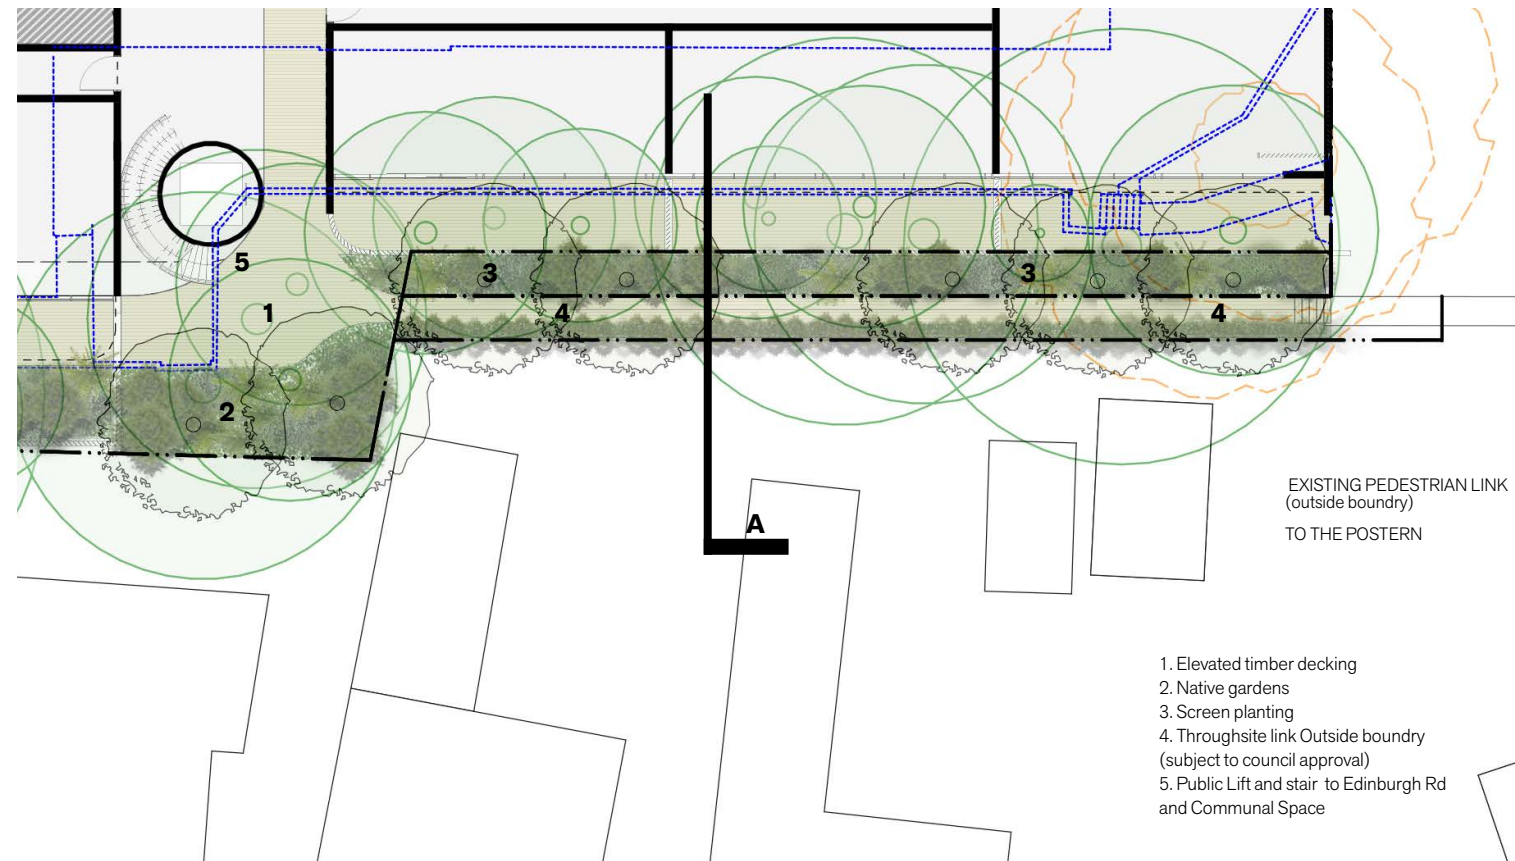 5
3
3
1
4
4
2
A
EXISTING PEDESTRIAN LINK
(outside boundry)
TO THE POSTERN
1. Elevated timber decking
2. Native gardens
3. Screen planting
4. Throughsite link Outside boundry
(subject to council approval)
5. Public Lift and stair to Edinburgh Rd
and Communal Space